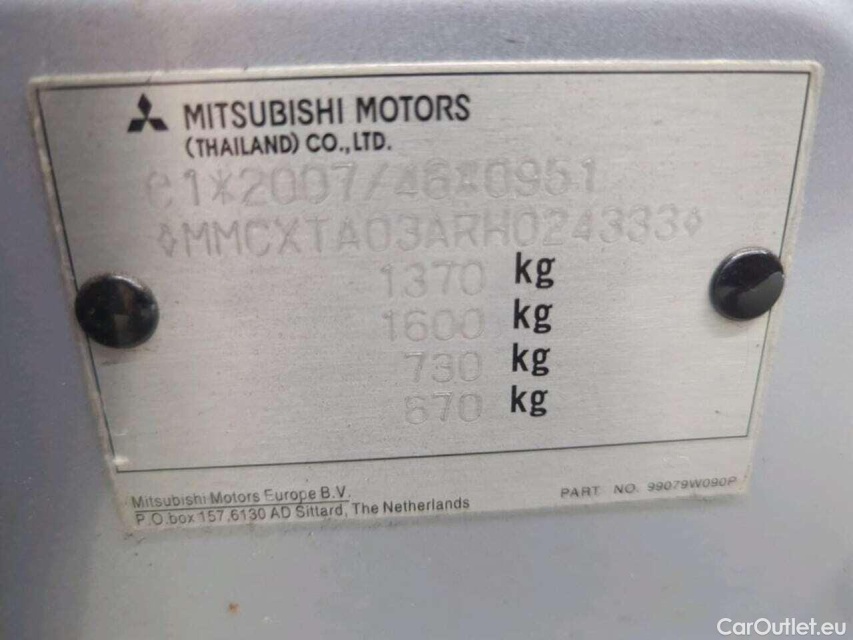 MITSUBISHI MOTORS
(THAILAND) CO.,LTD.
e1*2007/46*0951
◊MMCXTA03ARH024333◊
1370 kg
1600 kg
730 kg
670 kg
Mitsubishi Motors Europe B.V.
P.O.box 157,6130 AD Sittard, The Netherlands
PART NO. 99079W090P
CarOutlet.eu